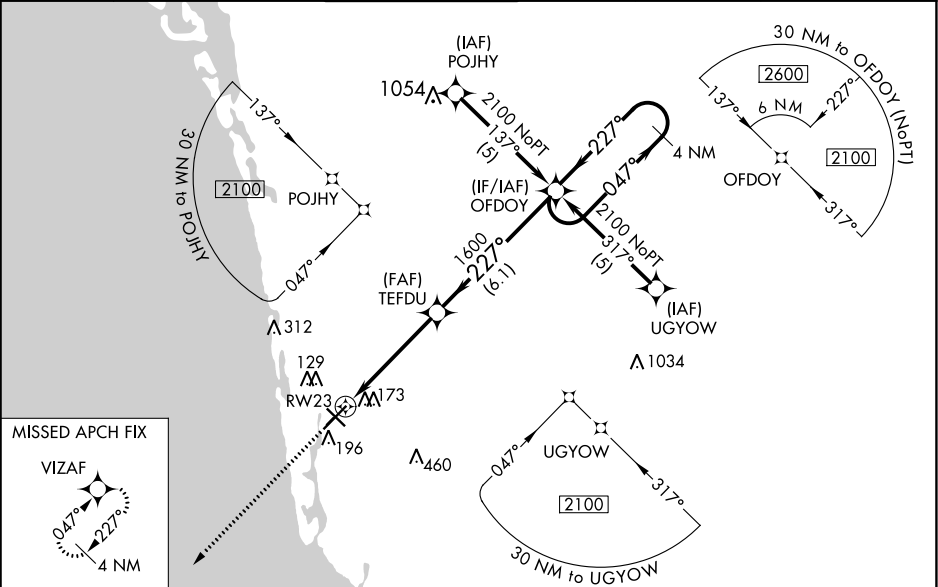 (IAF)
POJHY
1054
2100 NoPT
137°
(5)
227°
047°
4 NM
(IF/IAF)
OFDOY
2100 NoPT
317°
(5)
(IAF)
UGYOW
1600
227°
(6.1)
(FAF)
TEFDU
30 NM to POJHY
137°
2100
POJHY
047°
30 NM to OFDOY (NoPT)
2600
137°
6 NM
227°
2100
OFDOY
317°
312
129
RW23
173
196
460
1034
047°
UGYOW
317°
2100
30 NM to UGYOW
MISSED APCH FIX
VIZAF
047°
227°
4 NM